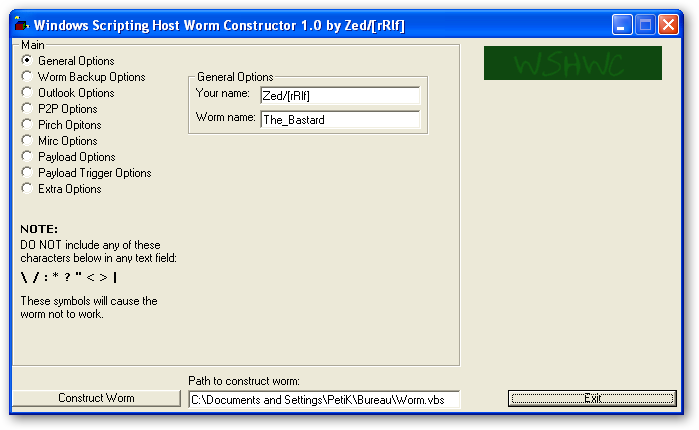 Windows Scripting Host Worm Constructor 1.0 by Zed/[rRlf]
Main
General Options
Worm Backup Options
Outlook Options
P2P Options
Pirch Opitons
Mirc Options
Payload Options
Payload Trigger Options
Extra Options
General Options
Your name: Zed/[rRlf]
Worm name: The_Bastard
WSHWC
NOTE:
DO NOT include any of these
characters below in any text field:
\ / : * ? " < > |
These symbols will cause the
worm not to work.
Path to construct worm:
Construct Worm
C:\Documents and Settings\PetiK\Bureau\Worm.vbs
Exit